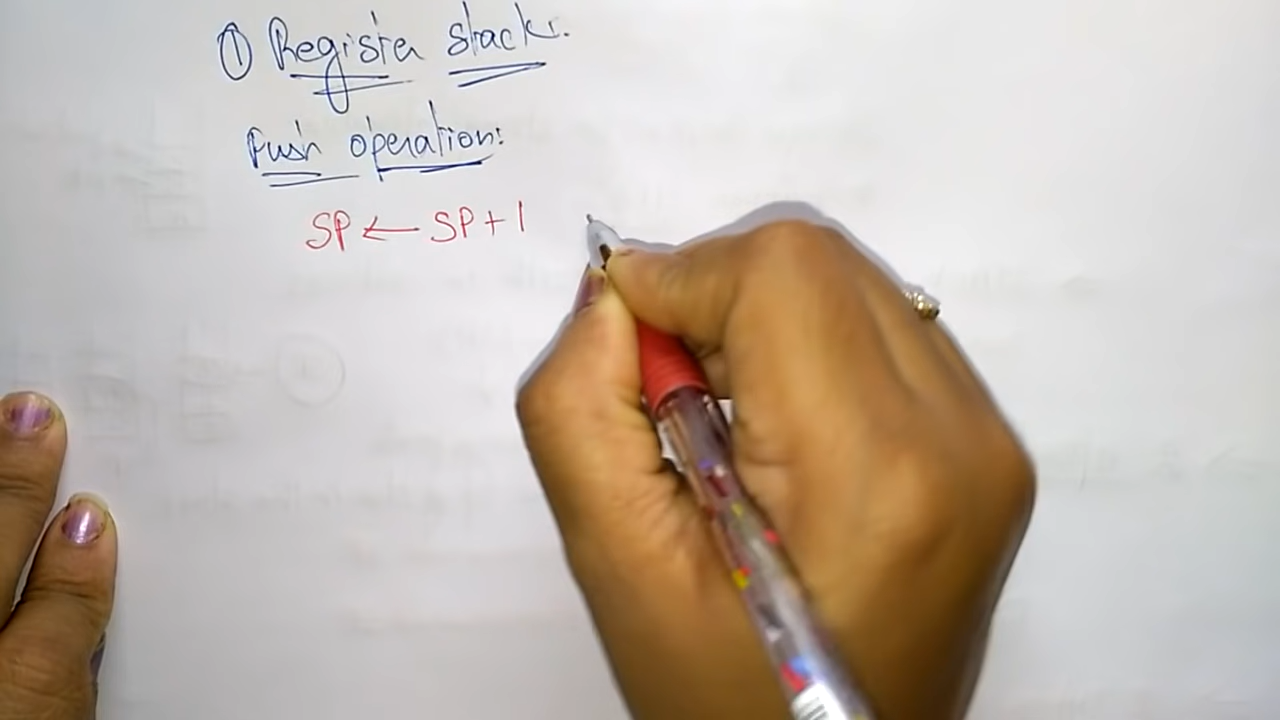 ① Register stack.
Push operation:
SP ← SP + 1